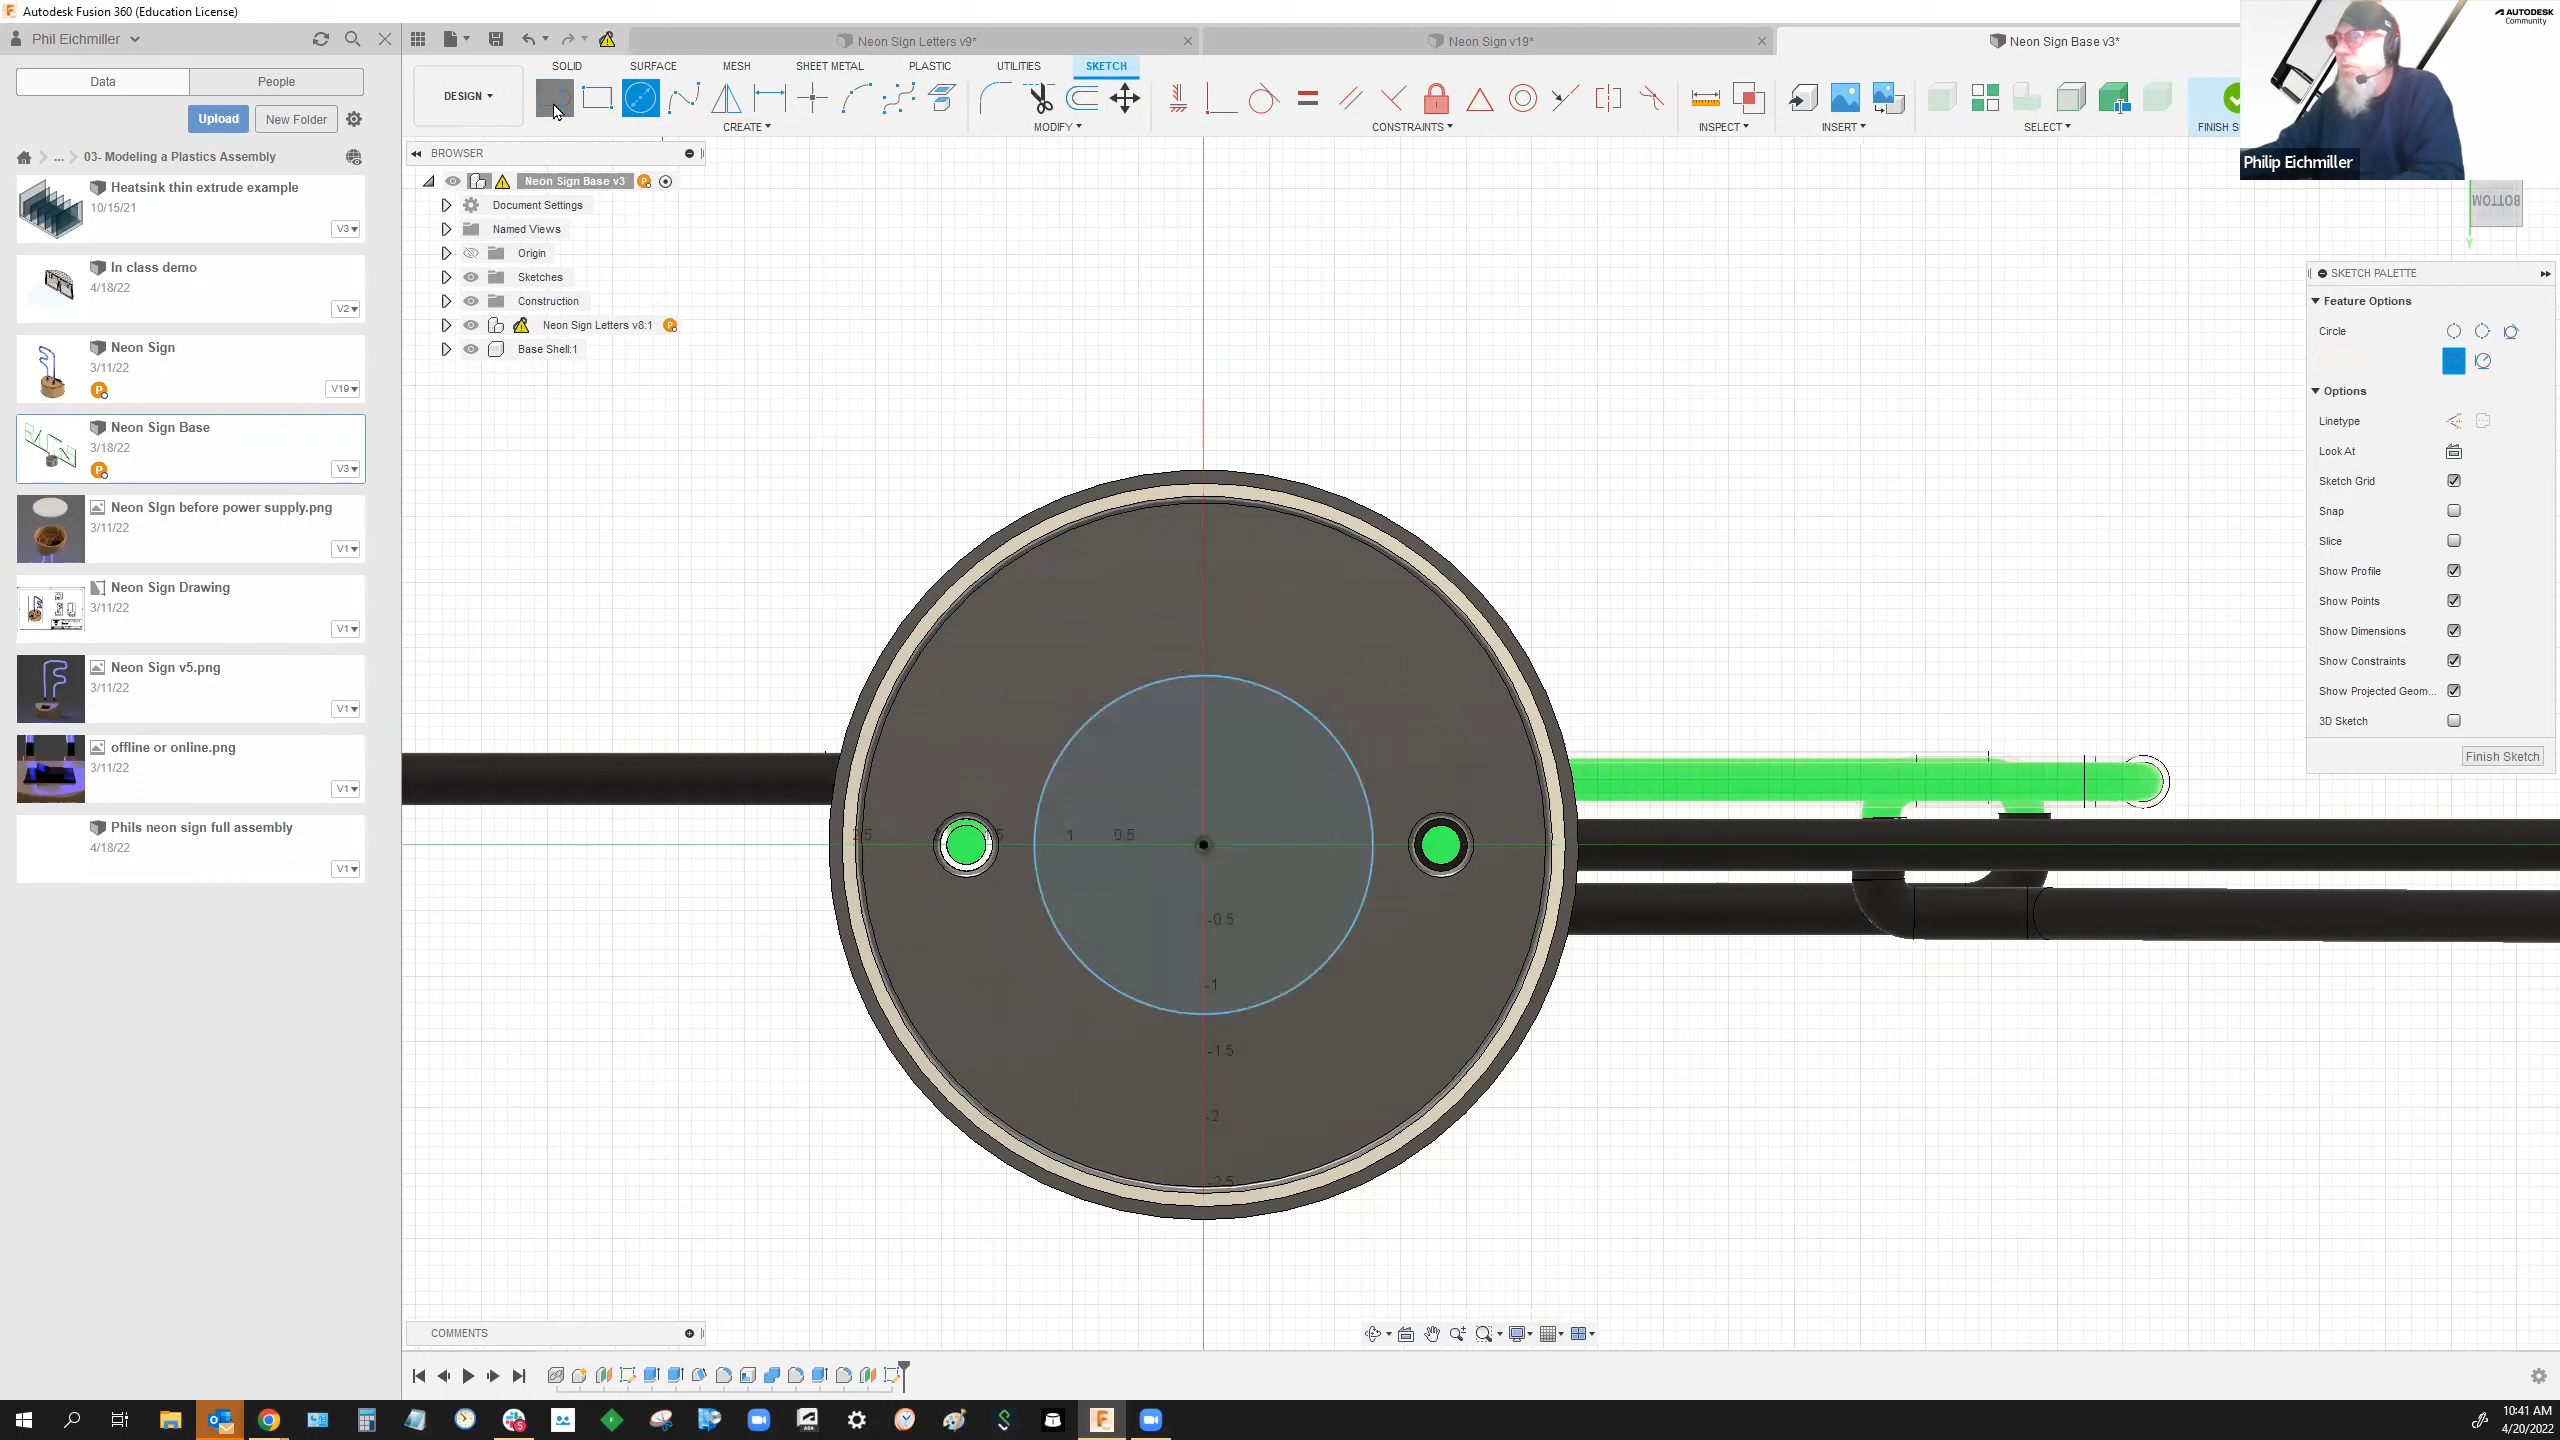 Autodesk Fusion 360 (Education License)
Phil Eichmiller
Neon Sign Letters v9*
Neon Sign v19*
Neon Sign Base v3*
AUTODESK
Community
Philip Eichmiller
Data
People
Upload
New Folder
... 03- Modeling a Plastics Assembly
Heatsink thin extrude example
10/15/21
V3
In class demo
4/18/22
V2
Neon Sign
3/11/22
P
V19
Neon Sign Base
3/18/22
P
V3
Neon SIgn before power supply.png
3/11/22
V1
Neon Sign Drawing
3/11/22
V1
Neon Sign v5.png
3/11/22
V1
offline or online.png
3/11/22
V1
Phils neon sign full assembly
4/18/22
V1
DESIGN
SOLID
SURFACE
MESH
SHEET METAL
PLASTIC
UTILITIES
SKETCH
CREATE
MODIFY
CONSTRAINTS
INSPECT
INSERT
SELECT
FINISH S
BROWSER
Neon Sign Base v3
P
Document Settings
Named Views
Origin
Sketches
Construction
Neon Sign Letters v8:1
P
Base Shell:1
BOTTOM
Y
SKETCH PALETTE
Feature Options
Circle
Options
Linetype
Look At
Sketch Grid
Snap
Slice
Show Profile
Show Points
Show Dimensions
Show Constraints
Show Projected Geom...
3D Sketch
Finish Sketch
1
0.5
-0.5
-1
-1.5
-2
-2.5
COMMENTS
10:41 AM
4/20/2022